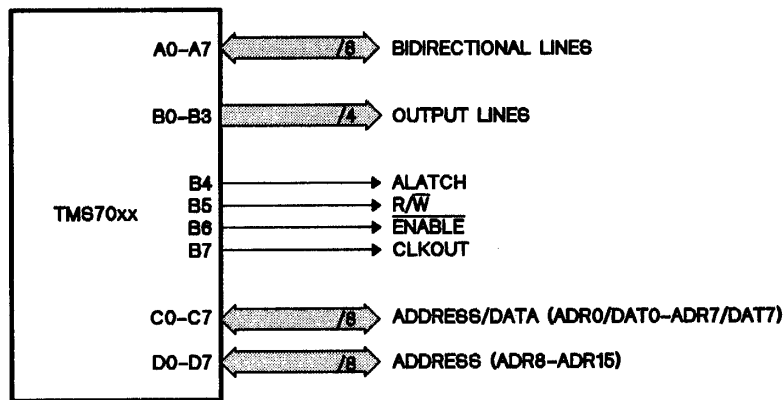 A0-A7 /8 BIDIRECTIONAL LINES
B0-B3 /4 OUTPUT LINES
B4 ALATCH
B5 R/W̅
TMS70xx
B6 E̅N̅A̅B̅L̅E̅
B7 CLKOUT
C0-C7 /8 ADDRESS/DATA (ADR0/DAT0-ADR7/DAT7)
D0-D7 /8 ADDRESS (ADR8-ADR15)